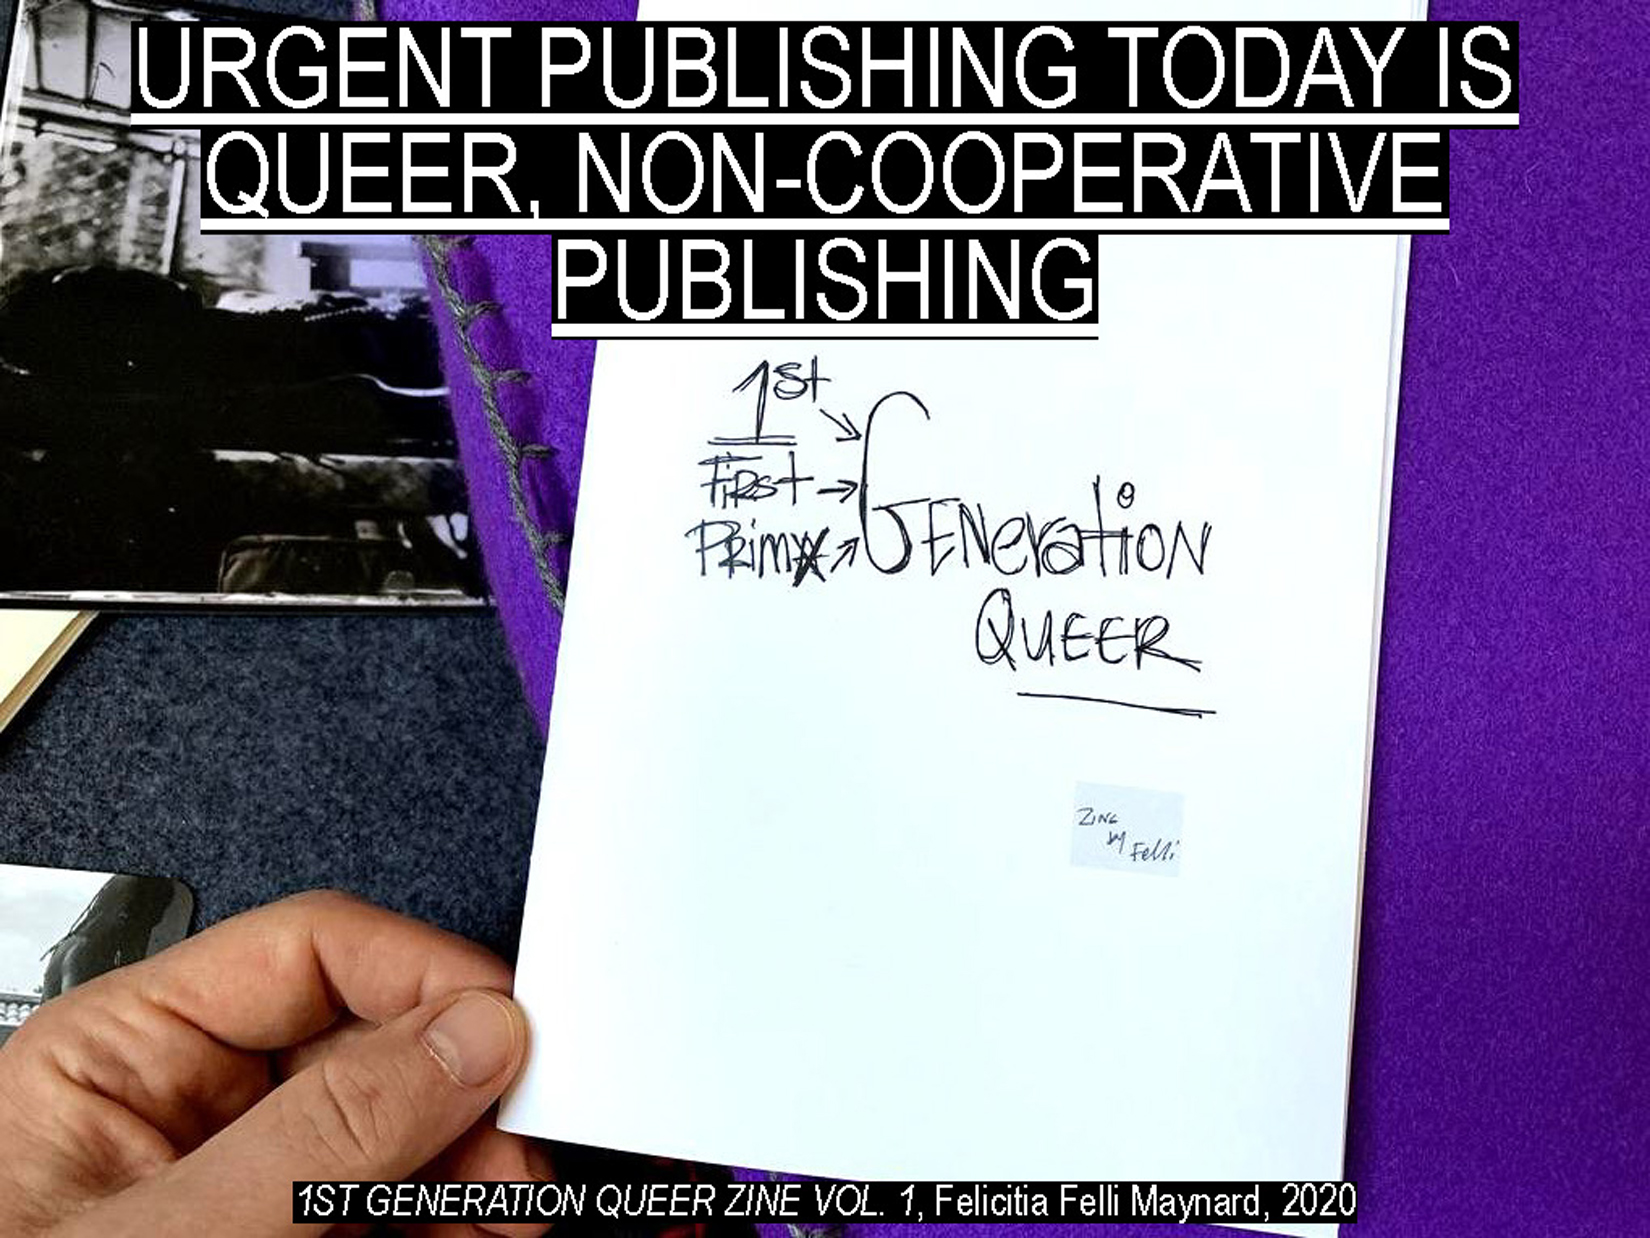 URGENT PUBLISHING TODAY IS
QUEER, NON-COOPERATIVE
PUBLISHING
1st
First
Primx
GENeration
QUEER
Zine
by
Felli
1ST GENERATION QUEER ZINE VOL. 1, Felicitia Felli Maynard, 2020